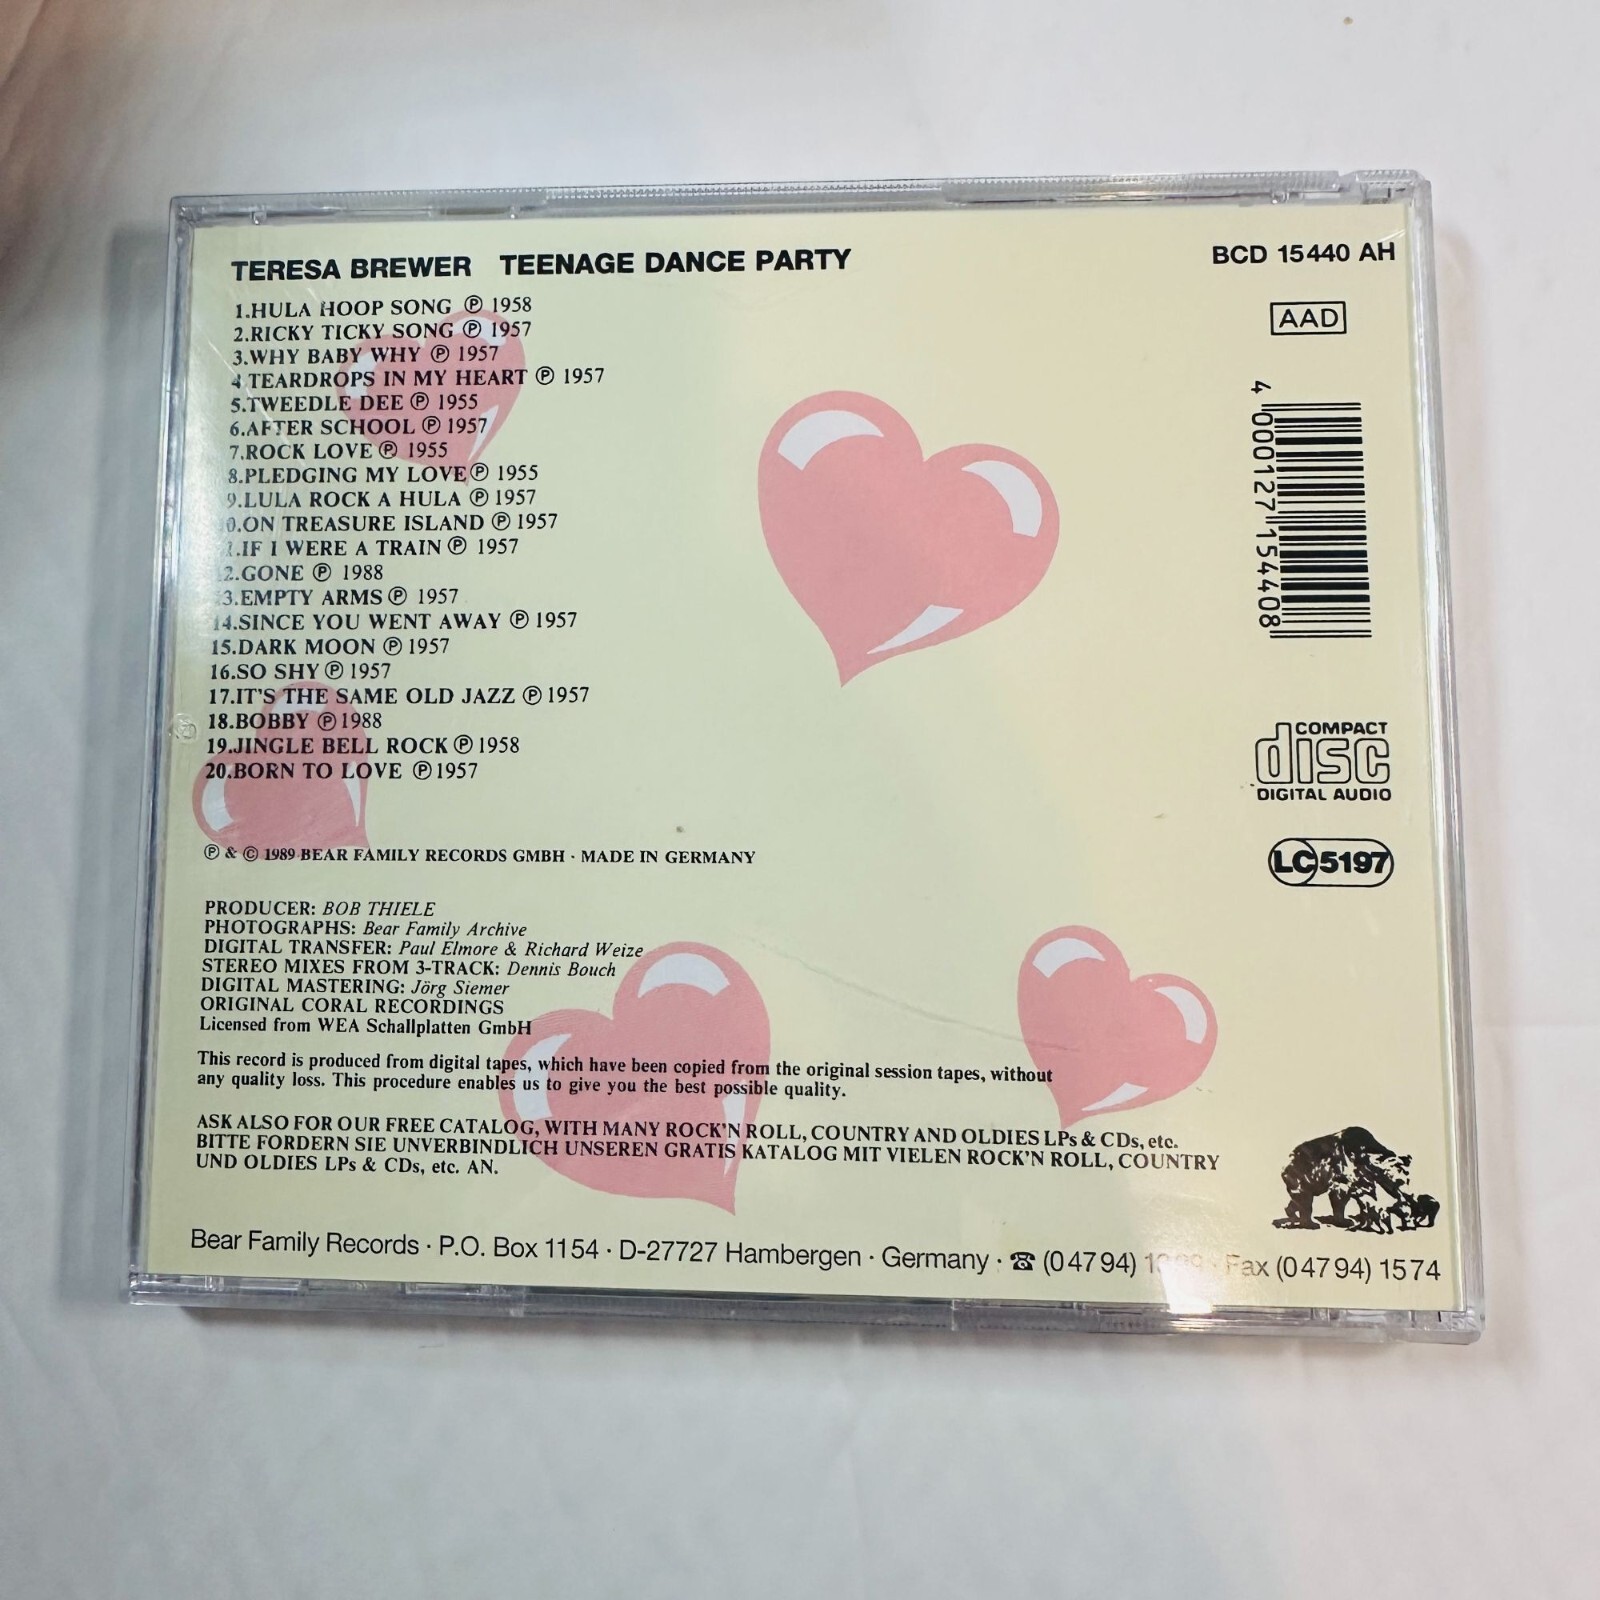 TERESA BREWER TEENAGE DANCE PARTY
BCD 15440 AH
1.HULA HOOP SONG Ⓟ 1958
2.RICKY TICKY SONG Ⓟ 1957
3.WHY BABY WHY Ⓟ 1957
4 TEARDROPS IN MY HEART Ⓟ 1957
5.TWEEDLE DEE Ⓟ 1955
6.AFTER SCHOOL Ⓟ 1957
7.ROCK LOVE Ⓟ 1955
8.PLEDGING MY LOVE Ⓟ 1955
9.LULA ROCK A HULA Ⓟ 1957
0.ON TREASURE ISLAND Ⓟ 1957
1.IF I WERE A TRAIN Ⓟ 1957
2.GONE Ⓟ 1988
3.EMPTY ARMS Ⓟ 1957
14.SINCE YOU WENT AWAY Ⓟ 1957
15.DARK MOON Ⓟ 1957
16.SO SHY Ⓟ 1957
17.IT'S THE SAME OLD JAZZ Ⓟ 1957
18.BOBBY Ⓟ 1988
19.JINGLE BELL ROCK Ⓟ 1958
20.BORN TO LOVE Ⓟ 1957
AAD
4 000127 154408
COMPACT
disc
DIGITAL AUDIO
LC 5197
Ⓟ & © 1989 BEAR FAMILY RECORDS GMBH · MADE IN GERMANY
PRODUCER: BOB THIELE
PHOTOGRAPHS: Bear Family Archive
DIGITAL TRANSFER: Paul Elmore & Richard Weize
STEREO MIXES FROM 3-TRACK: Dennis Bouch
DIGITAL MASTERING: Jörg Siemer
ORIGINAL CORAL RECORDINGS
Licensed from WEA Schallplatten GmbH
This record is produced from digital tapes, which have been copied from the original session tapes, without
any quality loss. This procedure enables us to give you the best possible quality.
ASK ALSO FOR OUR FREE CATALOG, WITH MANY ROCK'N ROLL, COUNTRY AND OLDIES LPs & CDs, etc.
BITTE FORDERN SIE UNVERBINDLICH UNSEREN GRATIS KATALOG MIT VIELEN ROCK'N ROLL, COUNTRY
UND OLDIES LPs & CDs, etc. AN.
Bear Family Records · P.O. Box 1154 · D-27727 Hambergen · Germany · ☎ (04794) · Fax (04794) 1574